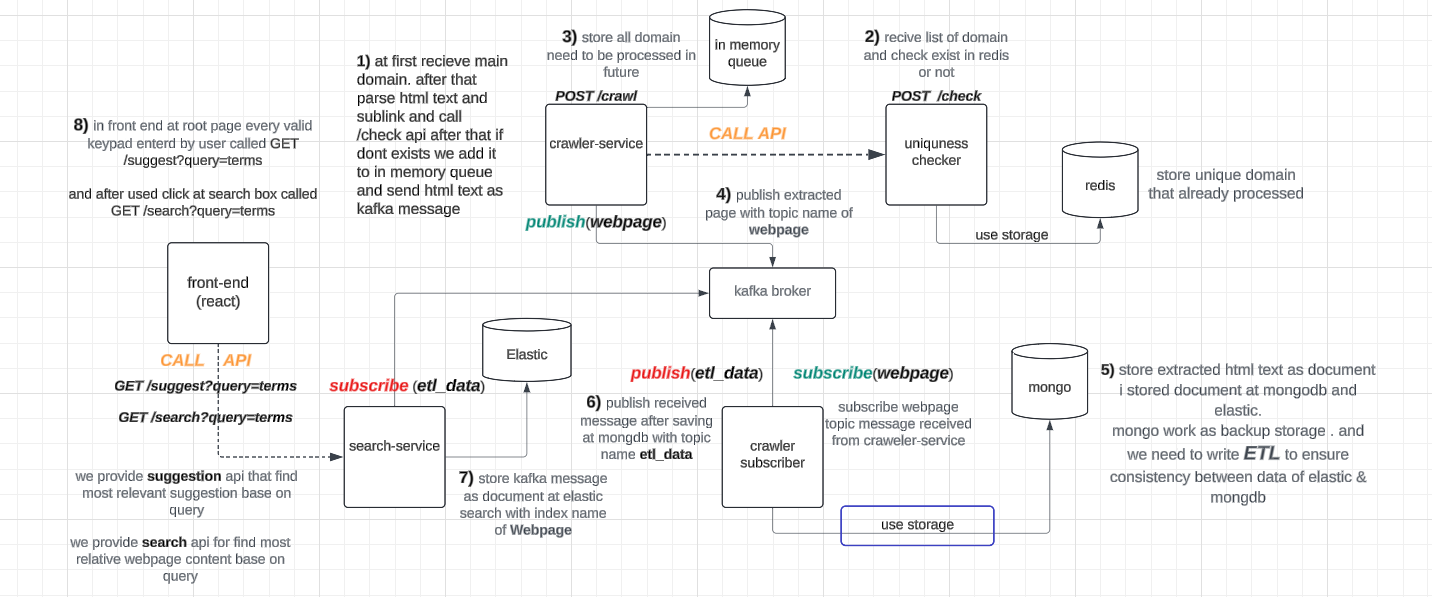 1) at first recieve main
domain. after that
parse html text and
sublink and call
/check api after that if
dont exists we add it
to in memory queue
and send html text as
kafka message
3) store all domain
need to be processed in
future
in memory
queue
2) recive list of domain
and check exist in redis
or not
POST /crawl
crawler-service
CALL API
POST /check
uniquness
checker
redis
store unique domain
that already processed
use storage
publish(webpage)
4) publish extracted
page with topic name of
webpage
kafka broker
8) in front end at root page every valid
keypad enterd by user called GET
/suggest?query=terms
and after used click at search box called
GET /search?query=terms
front-end
(react)
CALL API
GET /suggest?query=terms
GET /search?query=terms
we provide suggestion api that find
most relevant suggestion base on
query
we provide search api for find most
relative webpage content base on
query
subscribe (etl_data)
search-service
Elastic
7) store kafka message
as document at elastic
search with index name
of Webpage
publish(etl_data)
subscribe(webpage)
6) publish received
message after saving
at mongdb with topic
name etl_data
crawler
subscriber
subscribe webpage
topic message received
from craweler-service
use storage
mongo
5) store extracted html text as document
i stored document at mongodb and
elastic.
mongo work as backup storage . and
we need to write ETL to ensure
consistency between data of elastic &
mongdb